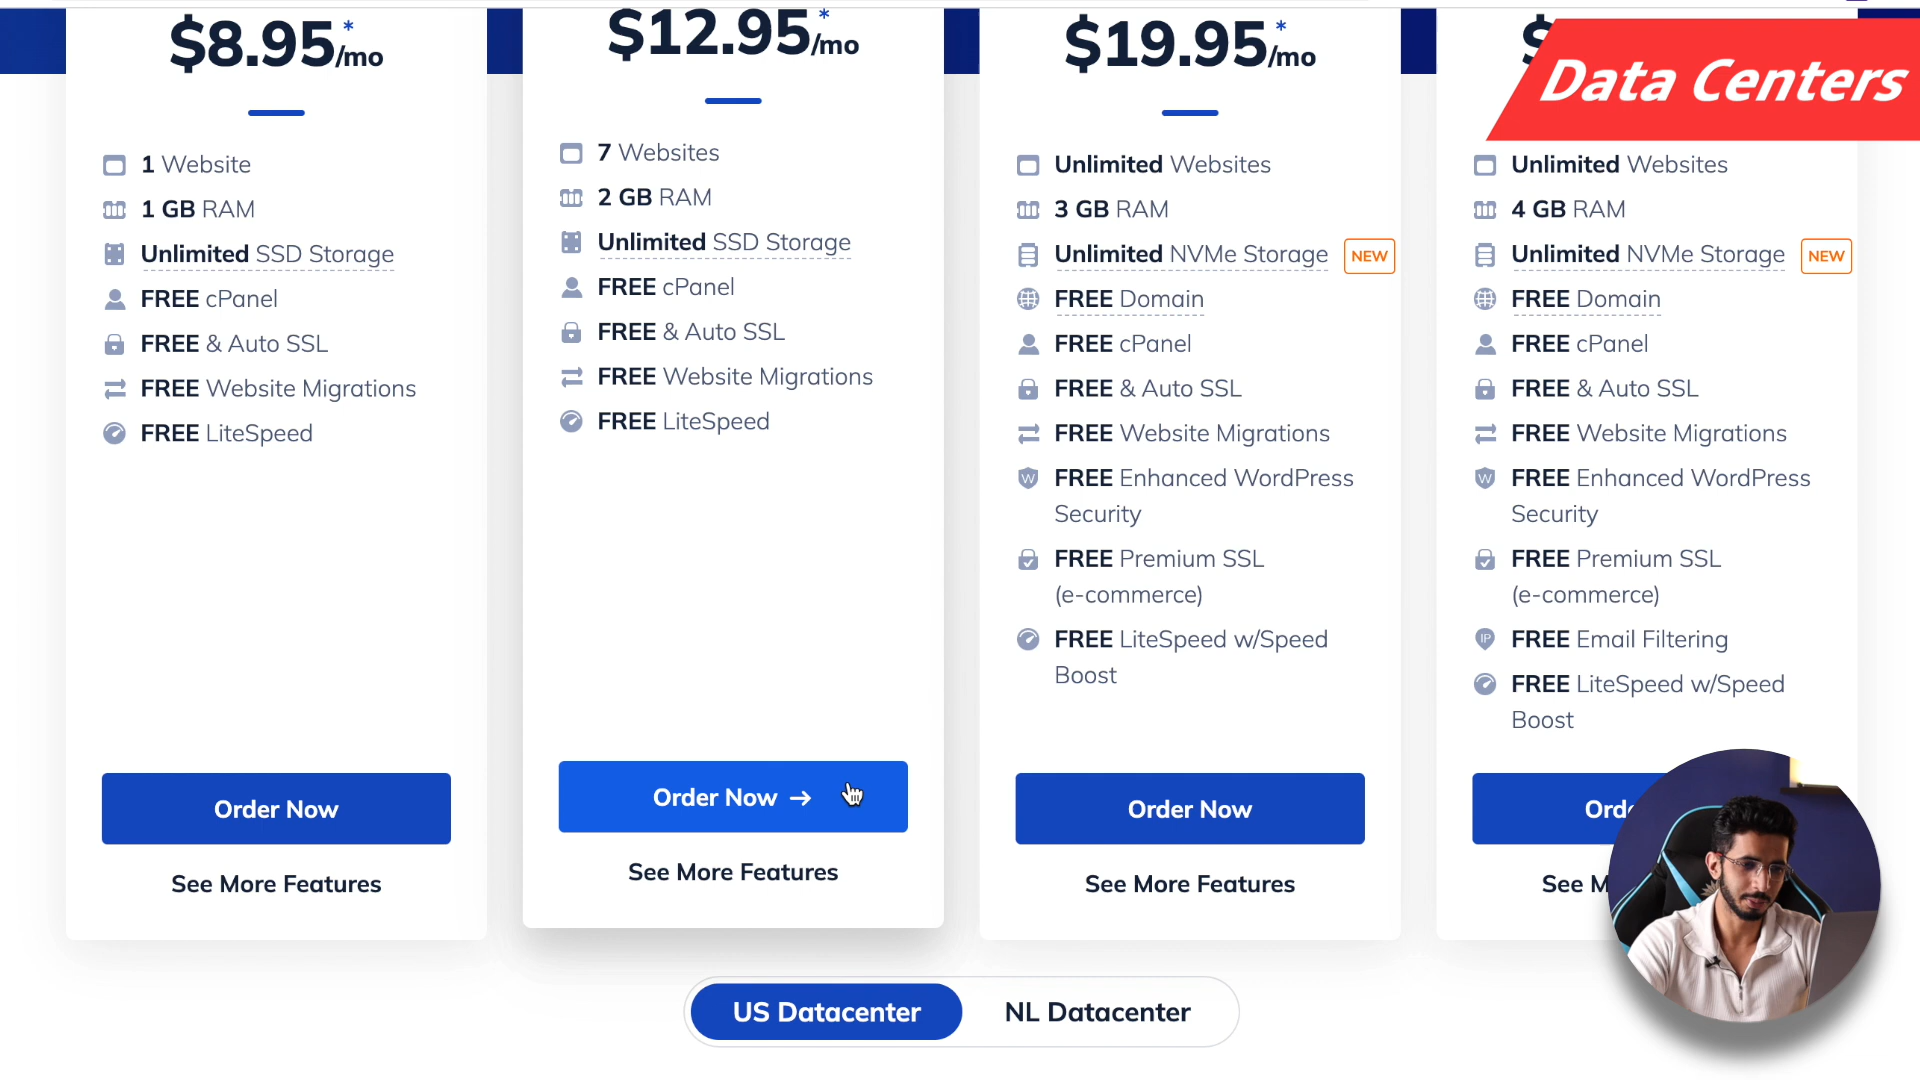 $8.95*/mo
1 Website
1 GB RAM
Unlimited SSD Storage
FREE cPanel
FREE & Auto SSL
FREE Website Migrations
FREE LiteSpeed
Order Now
See More Features
$12.95*/mo
7 Websites
2 GB RAM
Unlimited SSD Storage
FREE cPanel
FREE & Auto SSL
FREE Website Migrations
FREE LiteSpeed
Order Now →
See More Features
$19.95*/mo
Unlimited Websites
3 GB RAM
Unlimited NVMe Storage NEW
FREE Domain
FREE cPanel
FREE & Auto SSL
FREE Website Migrations
FREE Enhanced WordPress
Security
FREE Premium SSL
(e-commerce)
FREE LiteSpeed w/Speed
Boost
Order Now
See More Features
$
Data Centers
Unlimited Websites
4 GB RAM
Unlimited NVMe Storage NEW
FREE Domain
FREE cPanel
FREE & Auto SSL
FREE Website Migrations
FREE Enhanced WordPress
Security
FREE Premium SSL
(e-commerce)
IP FREE Email Filtering
FREE LiteSpeed w/Speed
Boost
See
US Datacenter
NL Datacenter